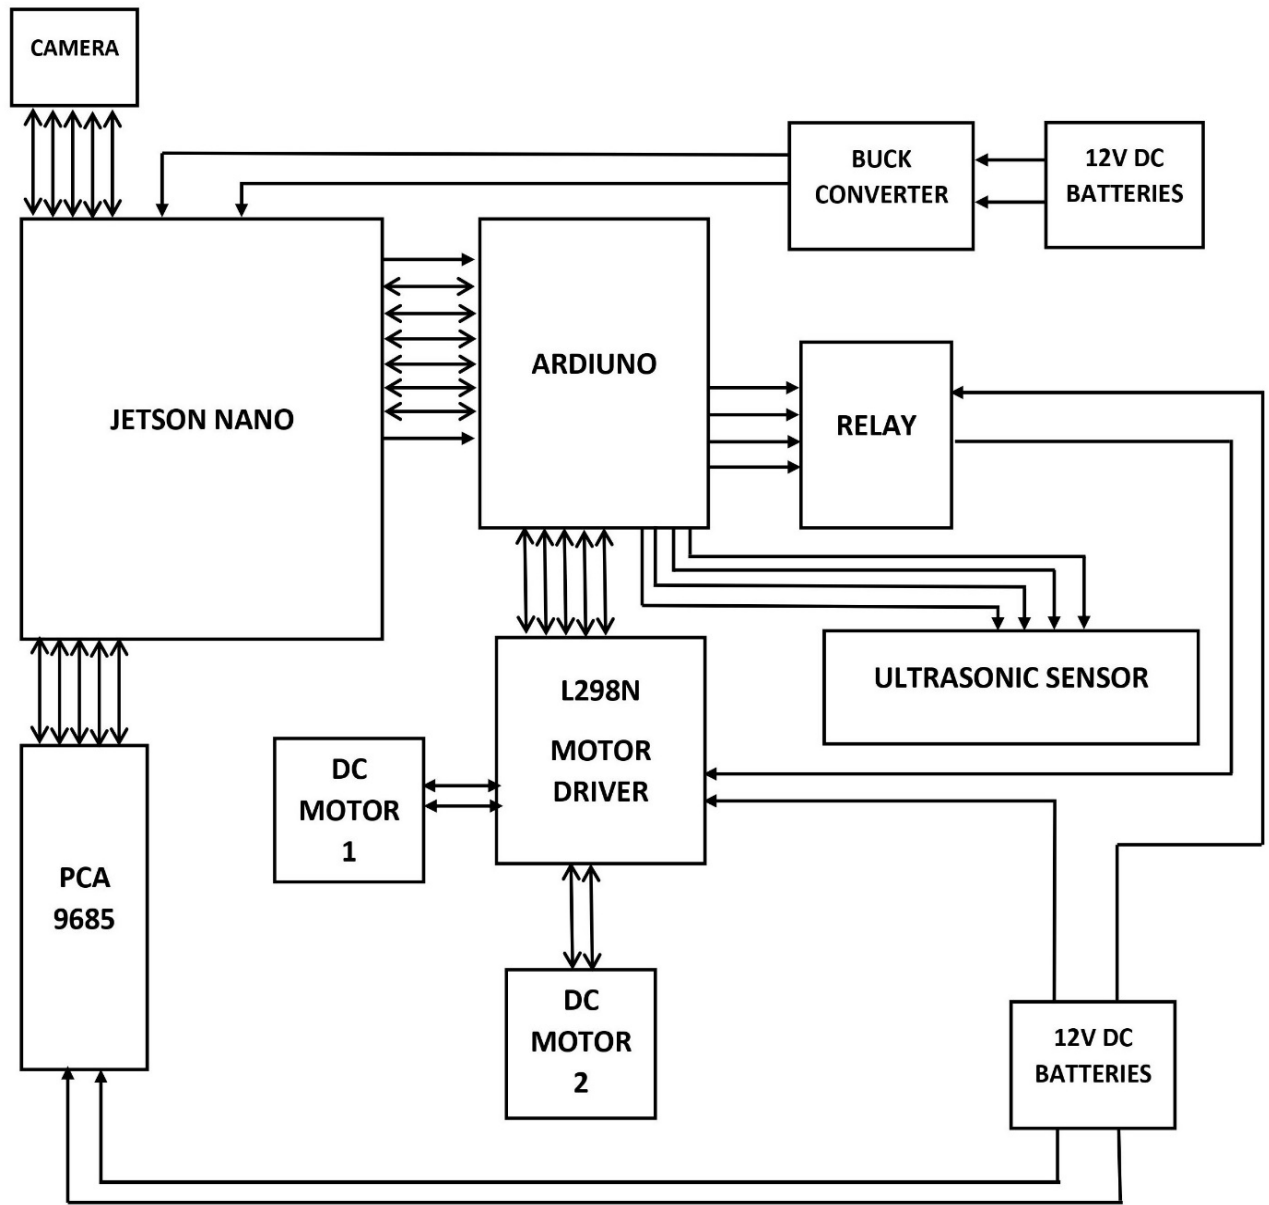 CAMERA
BUCK
CONVERTER
12V DC
BATTERIES
JETSON NANO
ARDIUNO
RELAY
ULTRASONIC SENSOR
L298N
MOTOR
DRIVER
DC
MOTOR
1
PCA
9685
DC
MOTOR
2
12V DC
BATTERIES